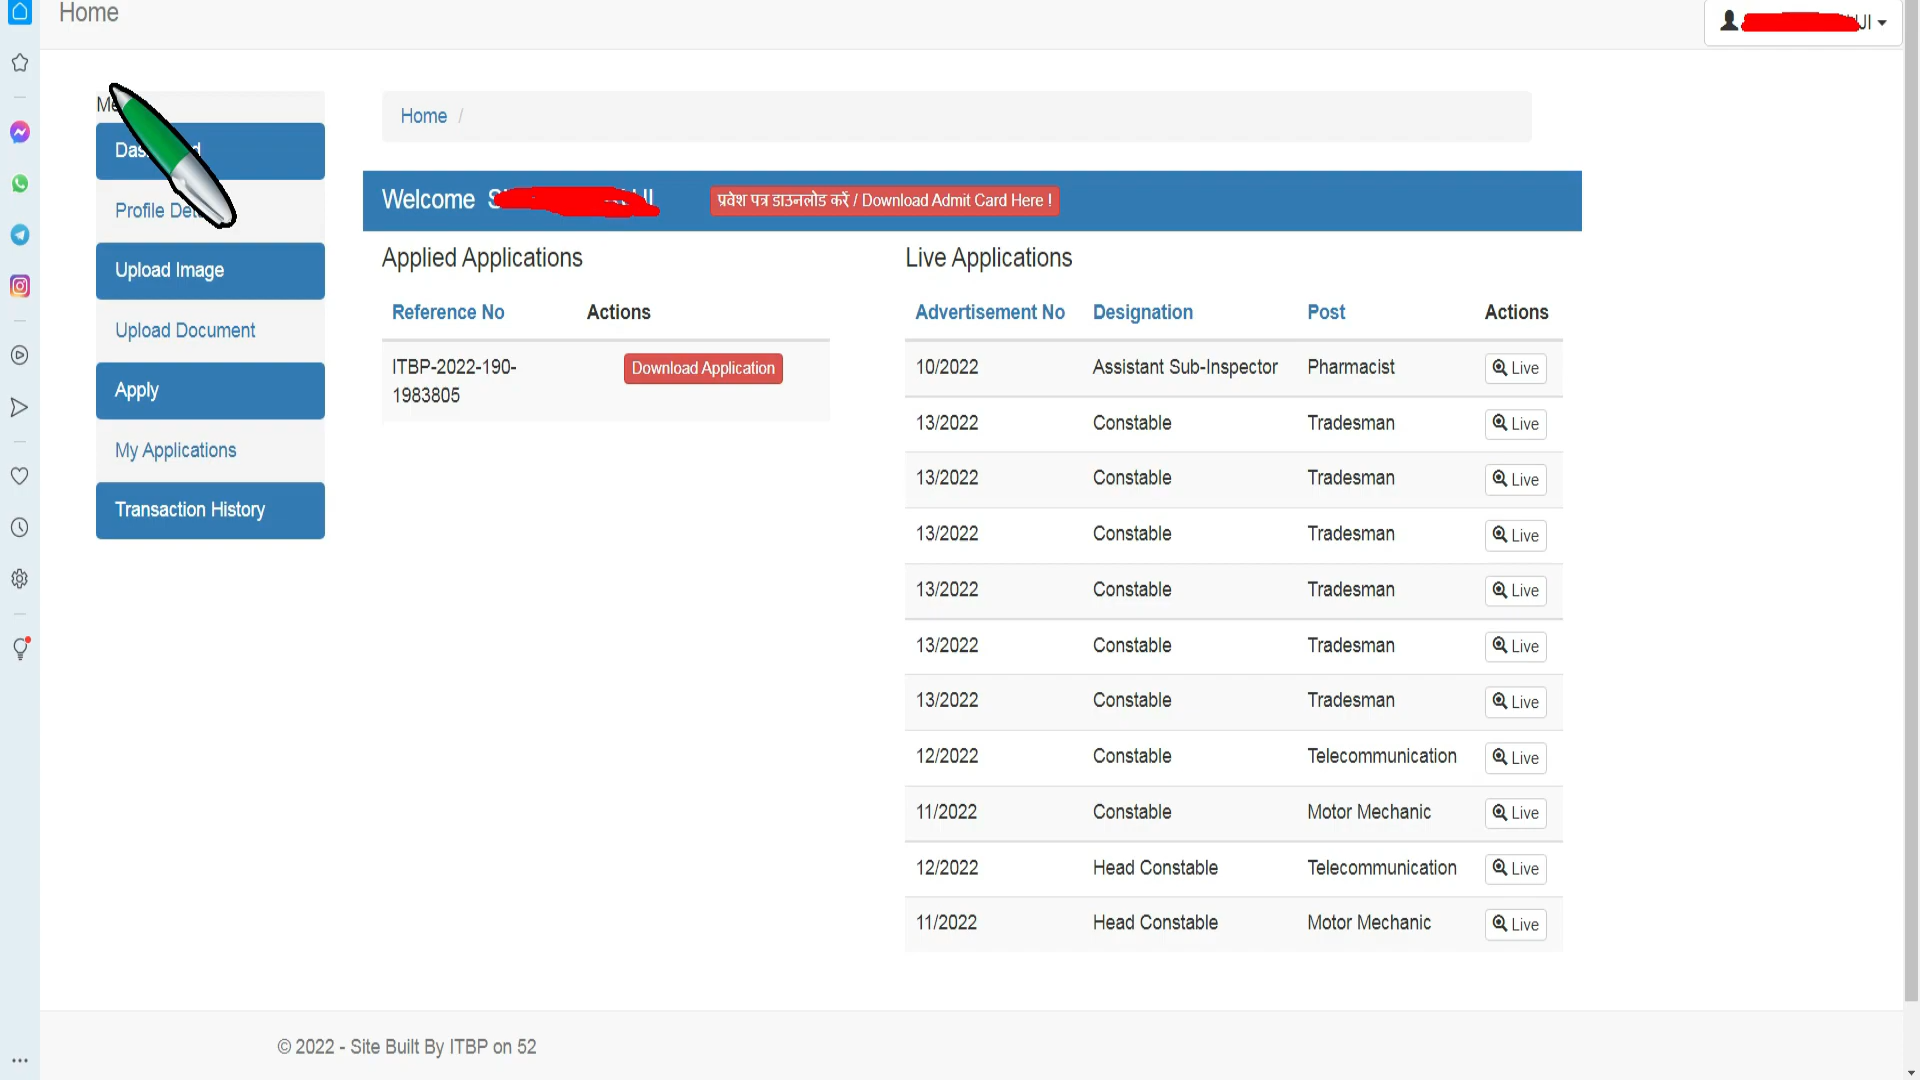 Home
Home /
Dashboard
Profile
Upload Image
Upload Document
Apply
My Applications
Transaction History
Welcome
प्रवेश पत्र डाउनलोड करें / Download Admit Card Here !
Applied Applications
Reference No Actions
ITBP-2022-190-
1983805
Download Application
Live Applications
Advertisement No Designation Post Actions
10/2022 Assistant Sub-Inspector Pharmacist Live
13/2022 Constable Tradesman Live
13/2022 Constable Tradesman Live
13/2022 Constable Tradesman Live
13/2022 Constable Tradesman Live
13/2022 Constable Tradesman Live
13/2022 Constable Tradesman Live
12/2022 Constable Telecommunication Live
11/2022 Constable Motor Mechanic Live
12/2022 Head Constable Telecommunication Live
11/2022 Head Constable Motor Mechanic Live
© 2022 - Site Built By ITBP on 52